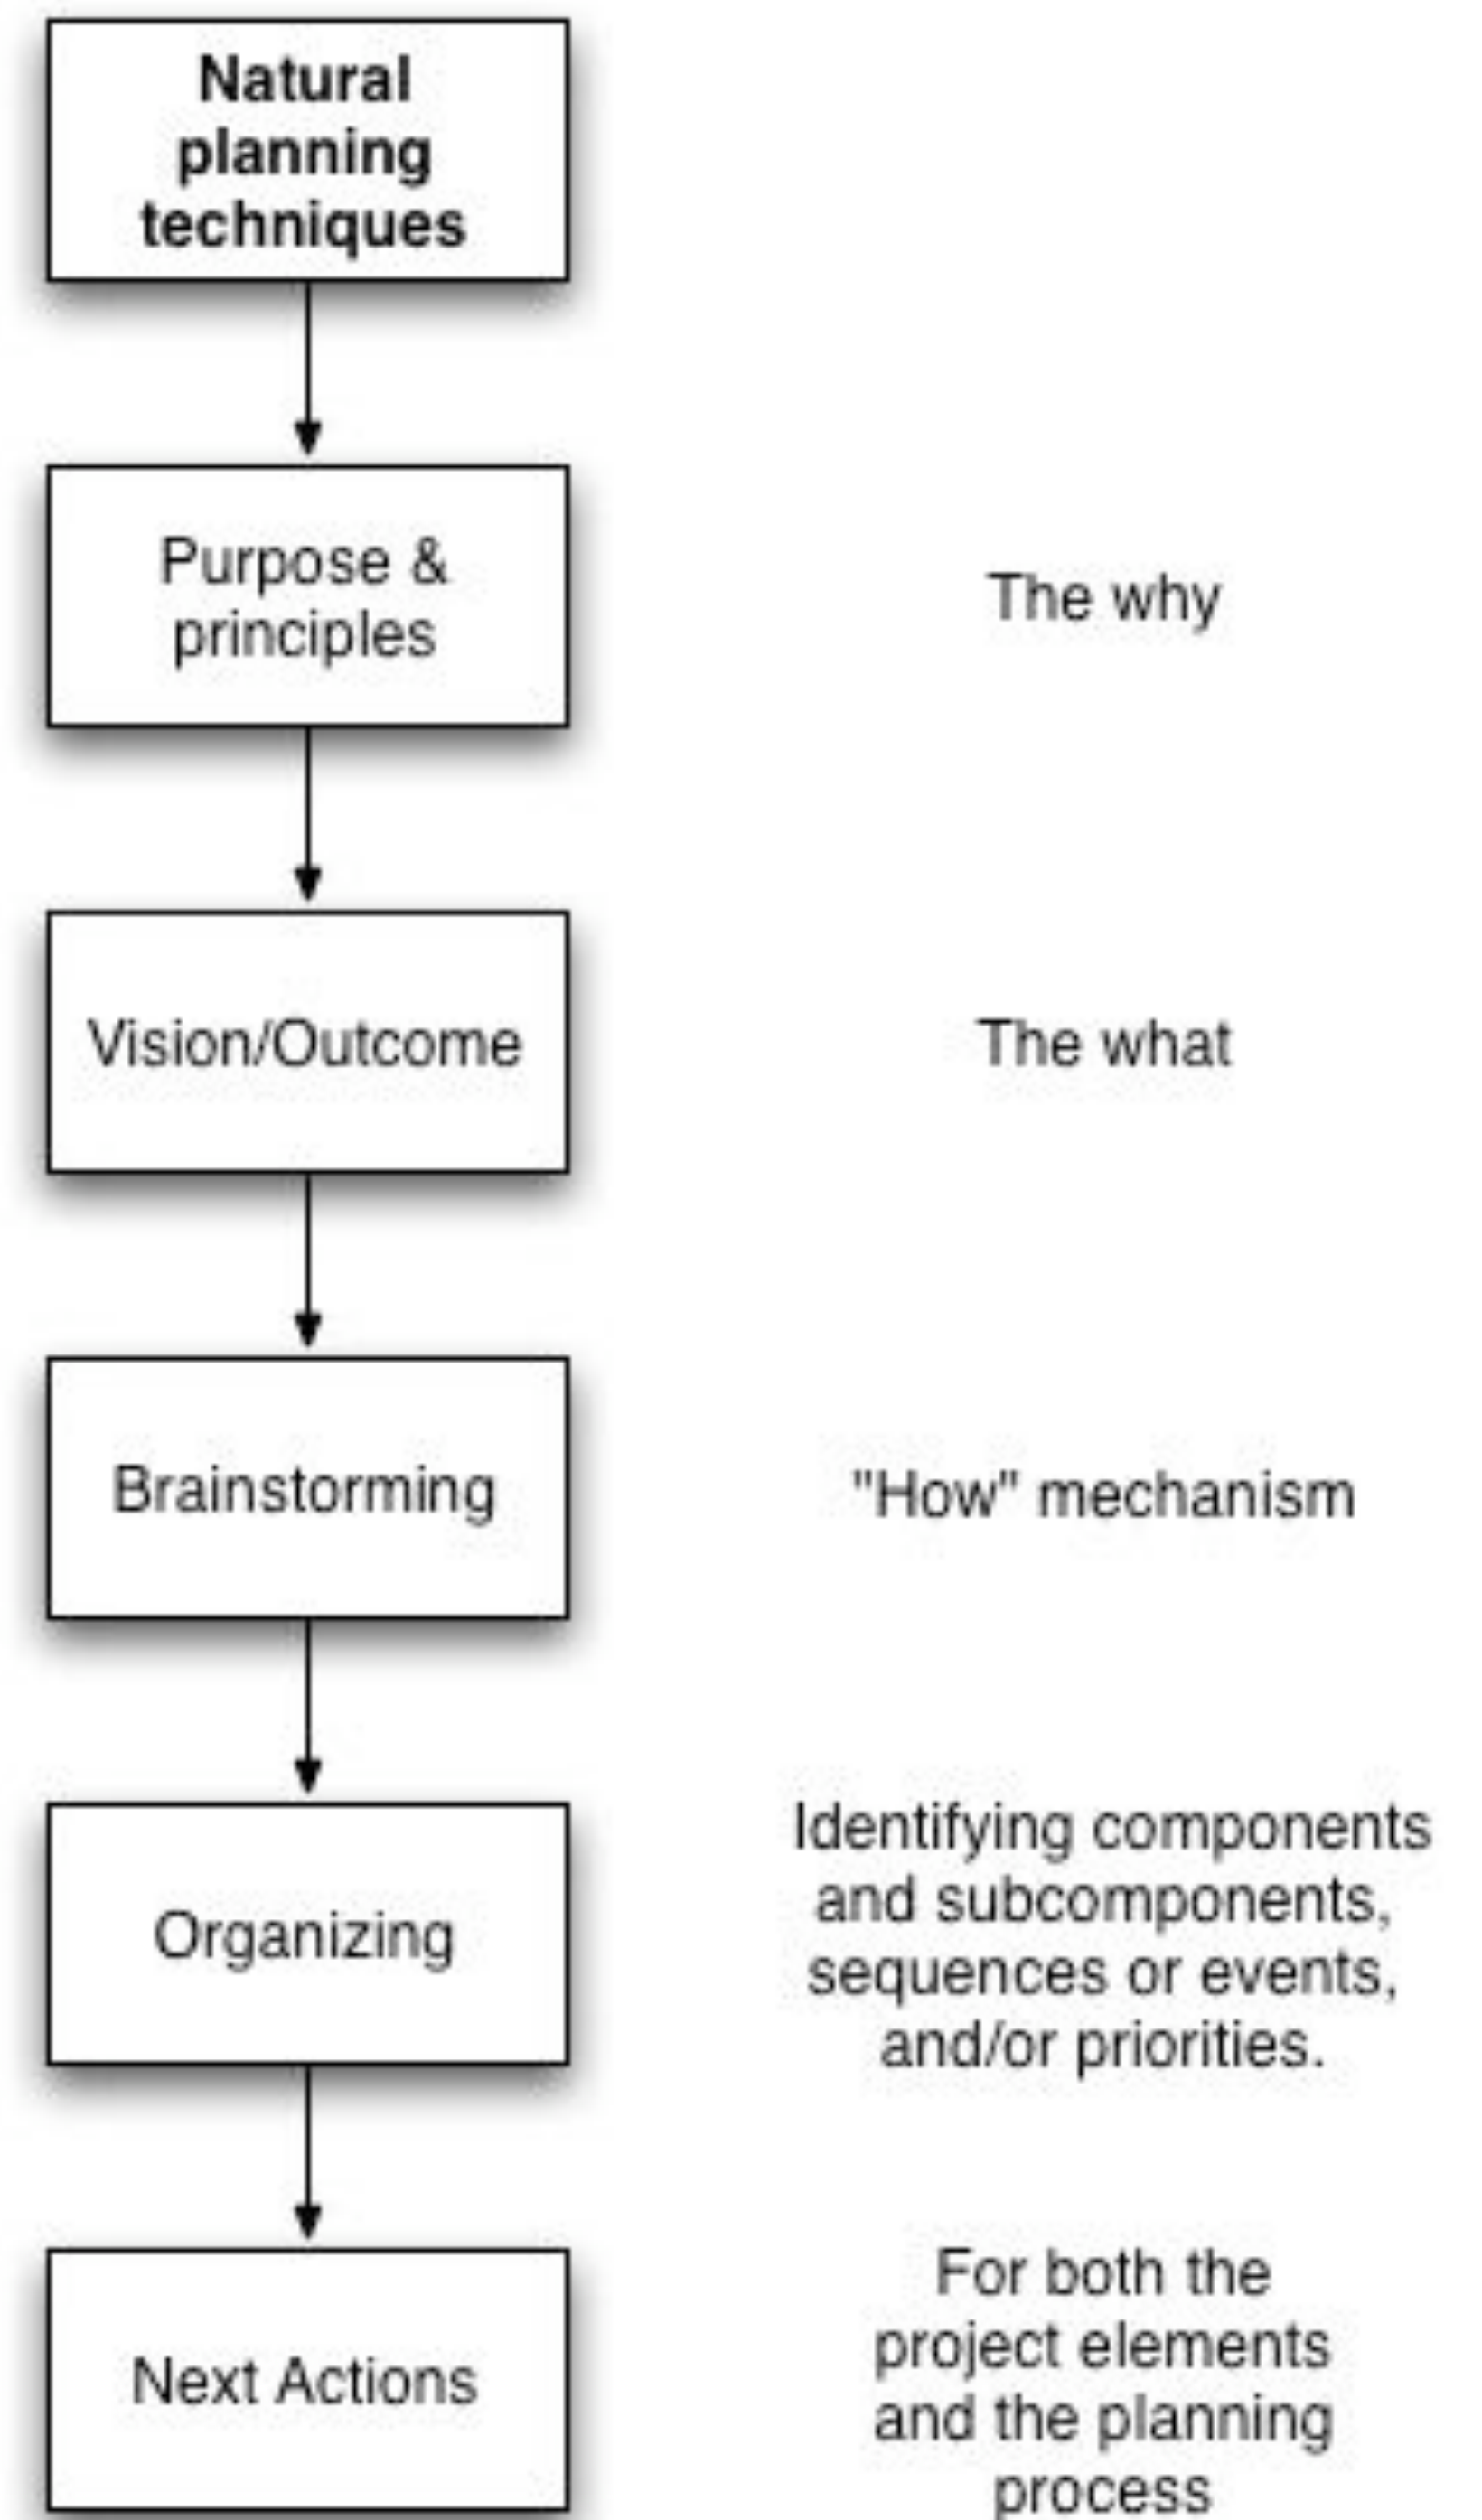 Natural
planning
techniques
Purpose &
principles
The why
Vision/Outcome
The what
Brainstorming
"How" mechanism
Organizing
Identifying components
and subcomponents,
sequences or events,
and/or priorities.
Next Actions
For both the
project elements
and the planning
process